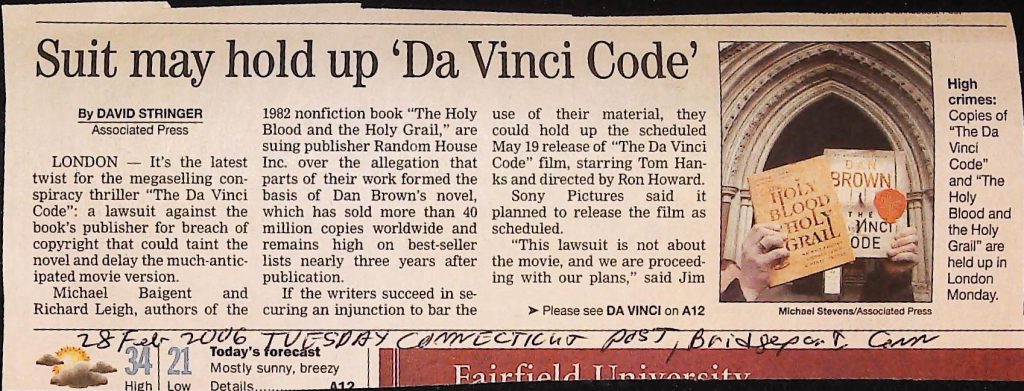 Suit may hold up ‘Da Vinci Code’
By DAVID STRINGER
Associated Press
LONDON — It’s the latest
twist for the megaselling con-
spiracy thriller “The Da Vinci
Code”: a lawsuit against the
book’s publisher for breach of
copyright that could taint the
novel and delay the much-antic-
ipated movie version.
Michael Baigent and
Richard Leigh, authors of the
1982 nonfiction book “The Holy
Blood and the Holy Grail,” are
suing publisher Random House
Inc. over the allegation that
parts of their work formed the
basis of Dan Brown’s novel,
which has sold more than 40
million copies worldwide and
remains high on best-seller
lists nearly three years after
publication.
If the writers succeed in se-
curing an injunction to bar the
use of their material, they
could hold up the scheduled
May 19 release of “The Da Vinci
Code” film, starring Tom Han-
ks and directed by Ron Howard.
Sony Pictures said it
planned to release the film as
scheduled.
“This lawsuit is not about
the movie, and we are proceed-
ing with our plans,” said Jim
➤ Please see DA VINCI on A12
HOLY
BLOOD
HOLY
GRAIL
DAN
BROWN
THE
VINCI
CODE
Michael Stevens/Associated Press
High
crimes:
Copies of
“The Da
Vinci
Code”
and “The
Holy
Blood and
the Holy
Grail” are
held up in
London
Monday.
28 Feb 2006 TUESDAY CONNECTICUT POST, Bridgeport Conn
34
High
21
Low
Today’s forecast
Mostly sunny, breezy
Details..............A12
Fairfield University